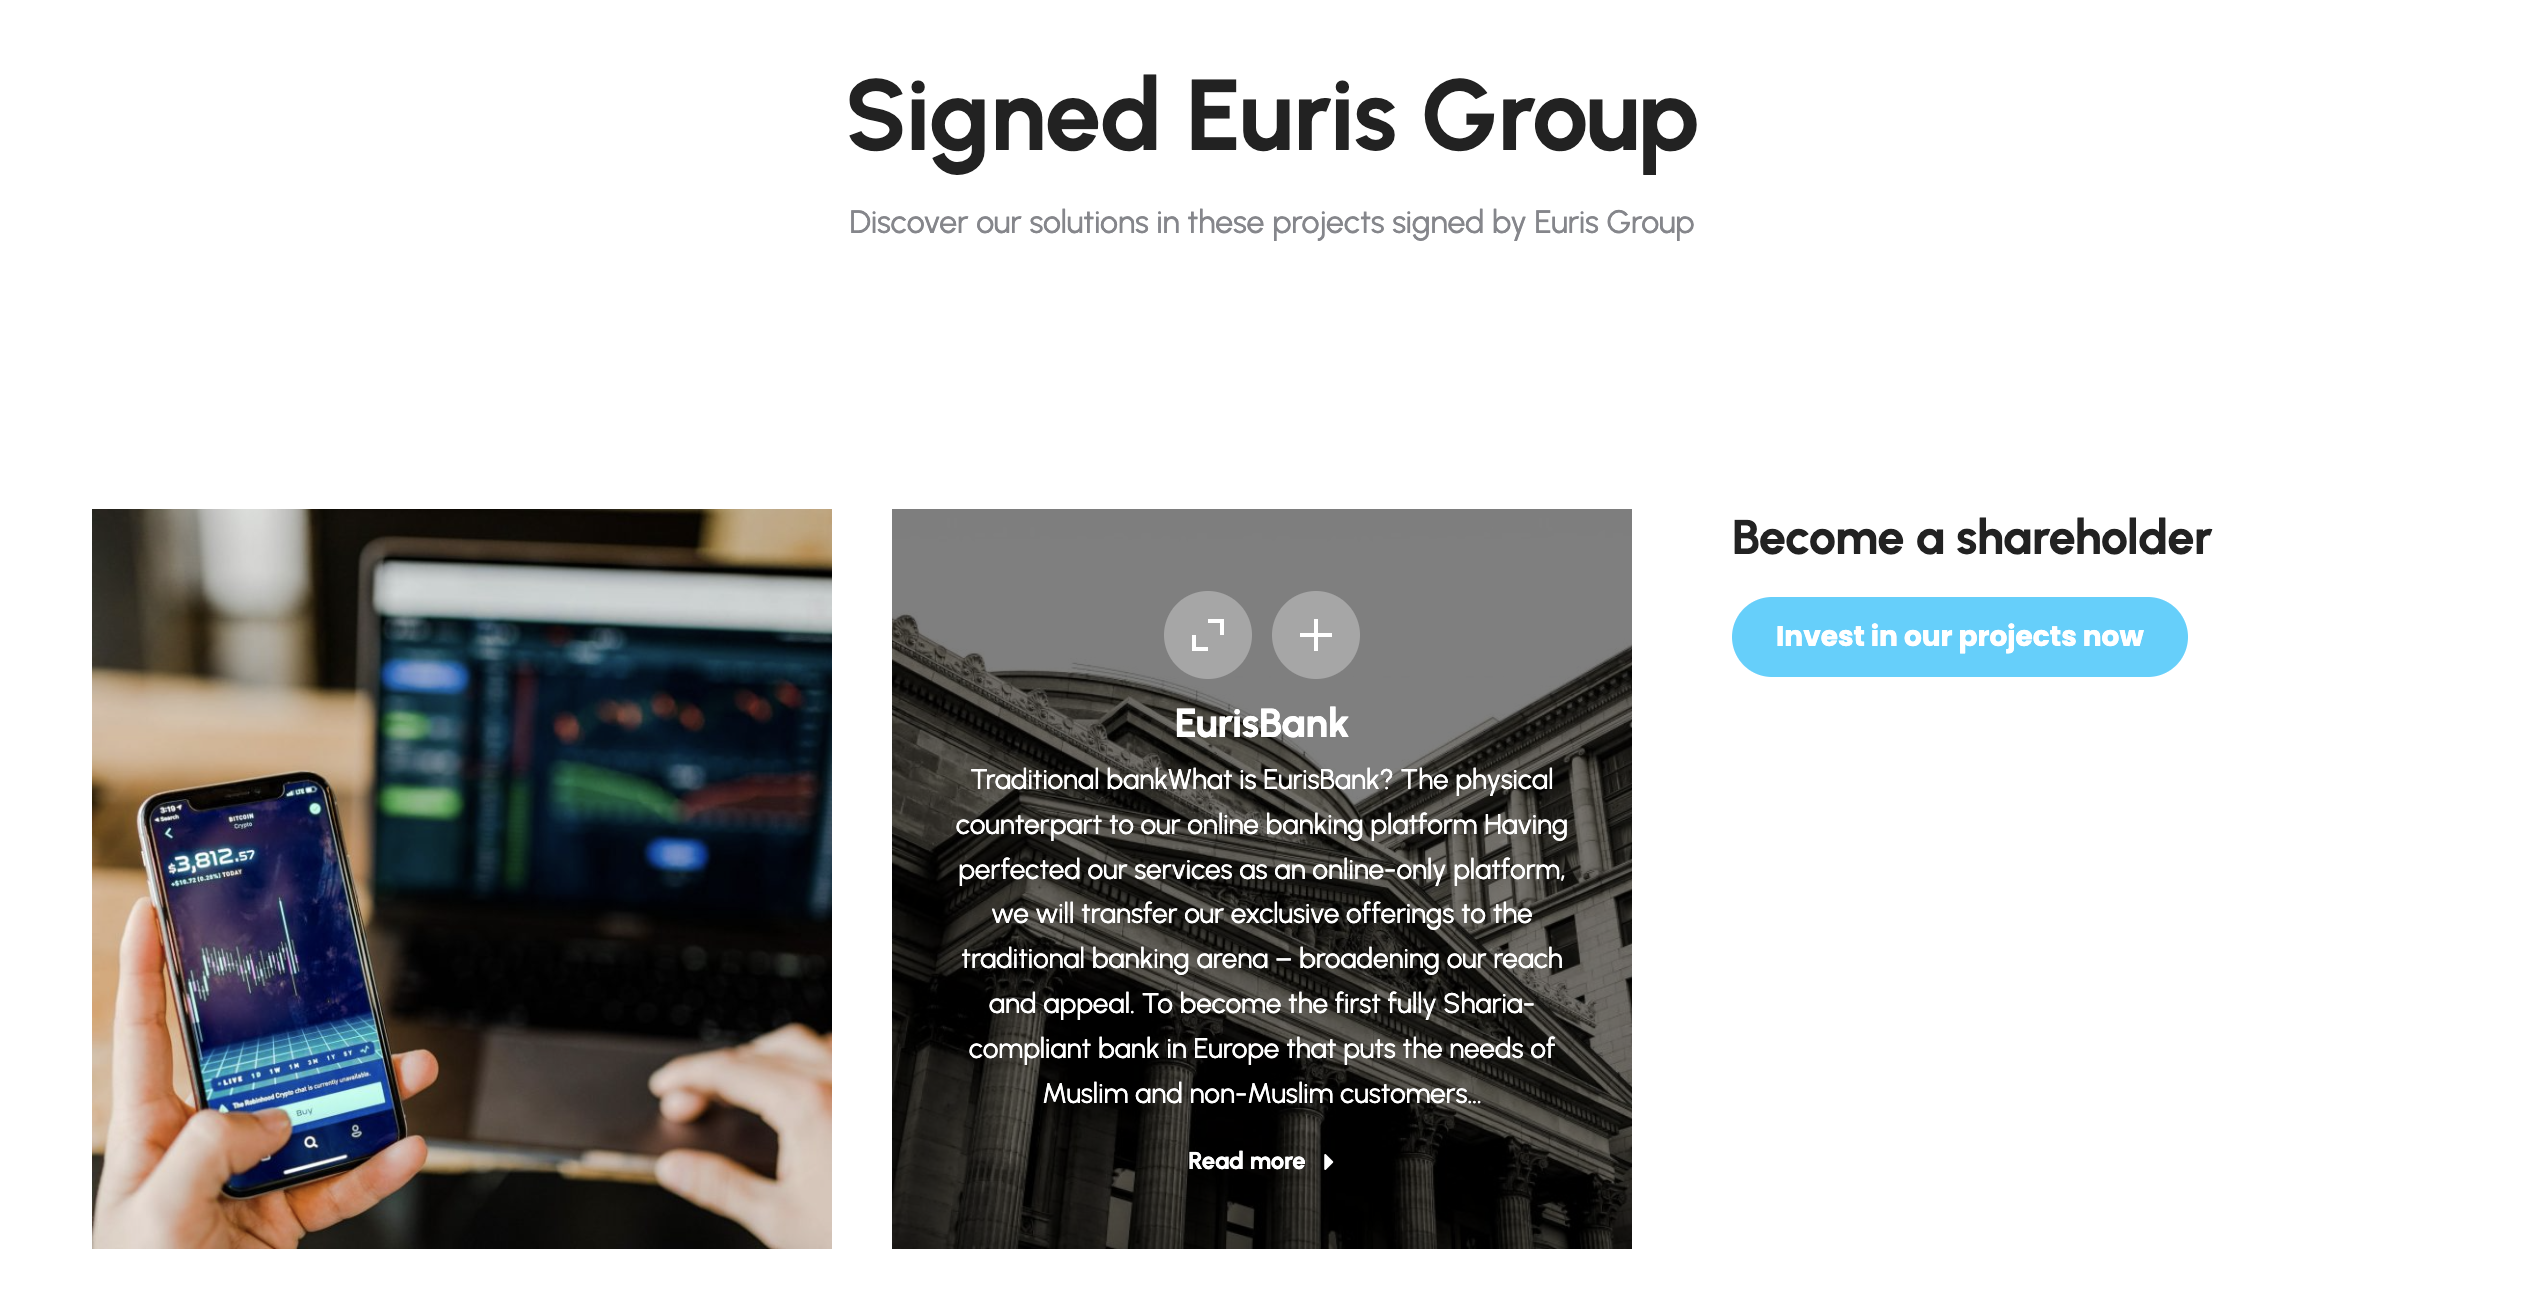 Signed Euris Group
Discover our solutions in these projects signed by Euris Group
3:19
Search
BITCOIN
Crypto
$3,812.57
+$10.72 (0.28%) TODAY
LIVE 1D 1W 1M 3M 1Y 5Y
The Robinhood Crypto chat is currently unavailable.
Buy
EurisBank
Traditional bankWhat is EurisBank? The physical
counterpart to our online banking platform Having
perfected our services as an online-only platform,
we will transfer our exclusive offerings to the
traditional banking arena – broadening our reach
and appeal. To become the first fully Sharia-
compliant bank in Europe that puts the needs of
Muslim and non-Muslim customers...
Read more
Become a shareholder
Invest in our projects now